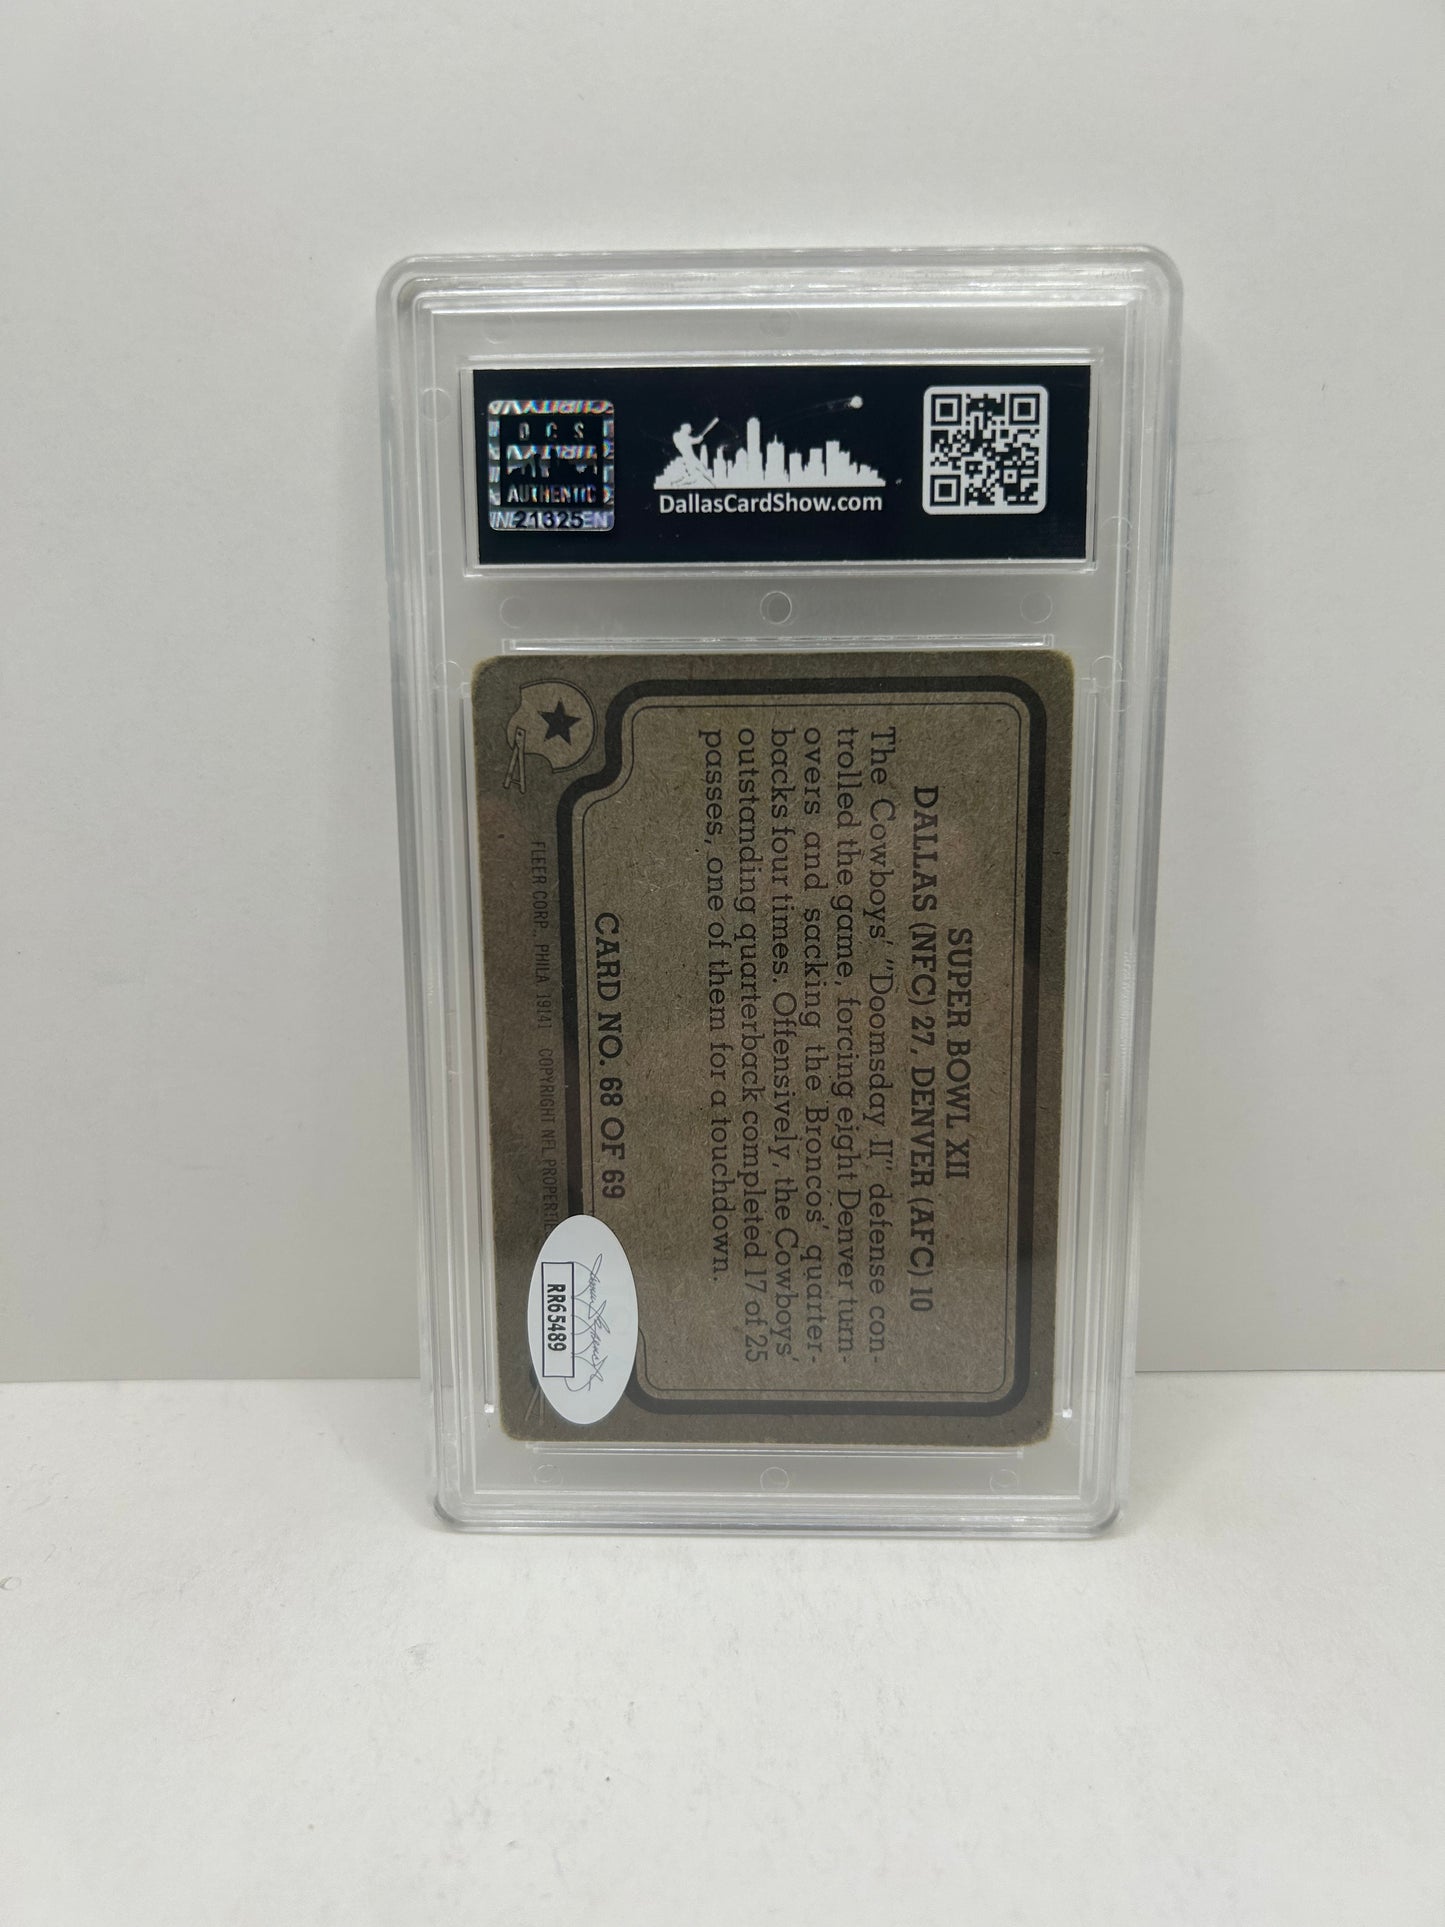 DCS
AUTHENTIC
21325
DallasCardShow.com
SUPER BOWL XII
DALLAS (NFC) 27, DENVER (AFC) 10
The Cowboys' "Doomsday II" defense con-
trolled the game, forcing eight Denver turn-
overs and sacking the Broncos' quarter-
backs four times. Offensively, the Cowboys'
outstanding quarterback completed 17 of 25
passes, one of them for a touchdown.
CARD NO. 68 OF 69
FLEER CORP., PHILA. 19141 COPYRIGHT NFL PROPERTIE
RR65489